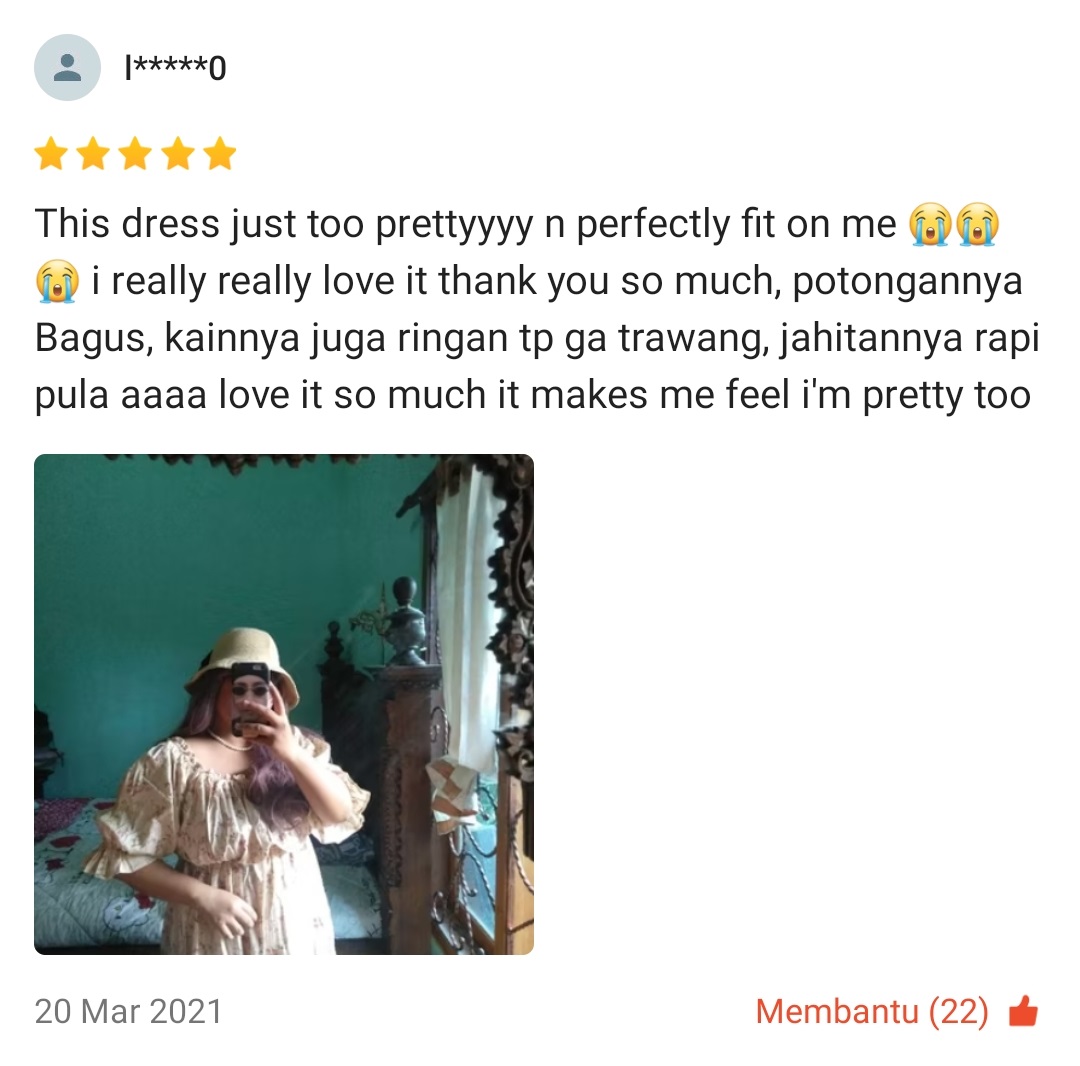 l*****0
This dress just too prettyyyy n perfectly fit on me 😭😭
😭 i really really love it thank you so much, potongannya
Bagus, kainnya juga ringan tp ga trawang, jahitannya rapi
pula aaaa love it so much it makes me feel i'm pretty too
20 Mar 2021
Membantu (22)